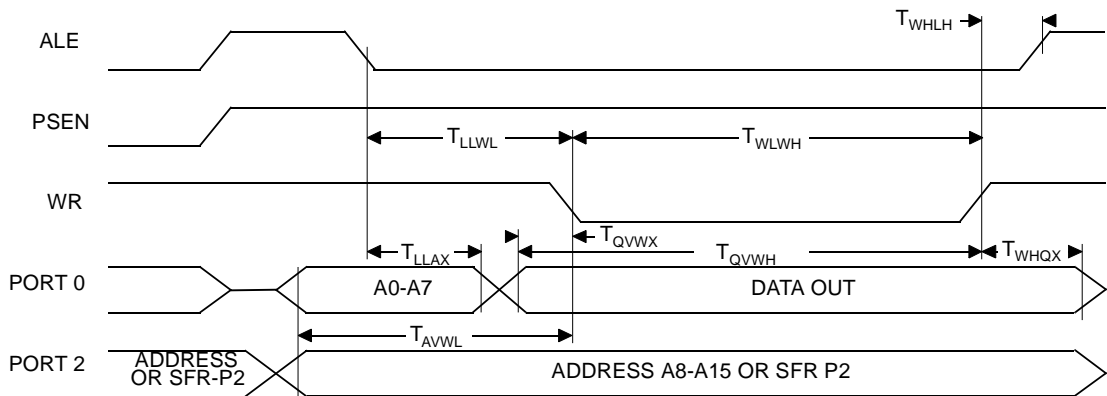 T_WHLH
ALE
PSEN
T_LLWL
T_WLWH
WR
T_QVWX
T_LLAX
T_QVWH
T_WHQX
PORT 0
A0-A7
DATA OUT
T_AVWL
PORT 2
ADDRESS
OR SFR-P2
ADDRESS A8-A15 OR SFR P2